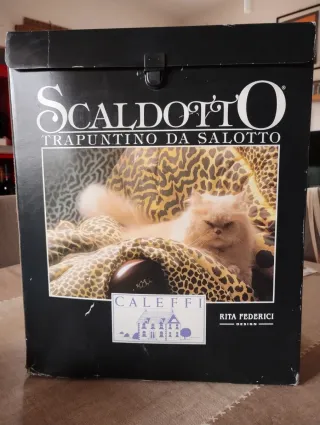 SCALDOTTO®
TRAPUNTINO DA SALOTTO
CALEFFI
RITA FEDERICI
DESIGN